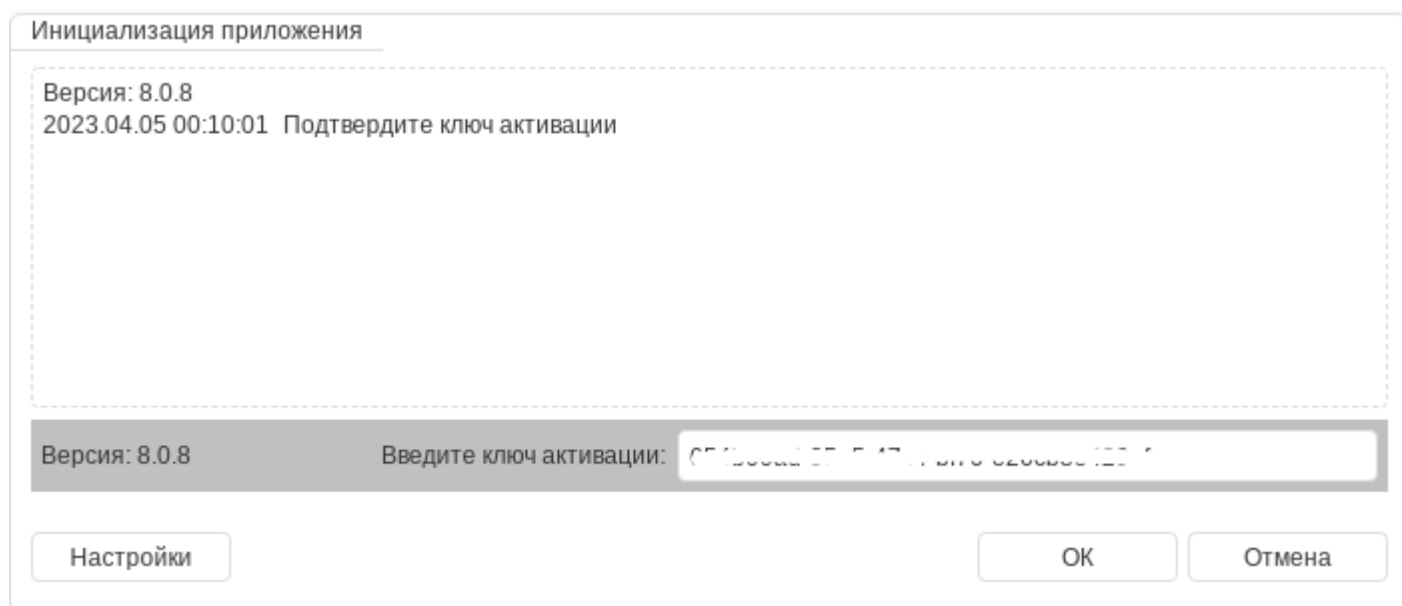 Инициализация приложения
Версия: 8.0.8
2023.04.05 00:10:01 Подтвердите ключ активации
Версия: 8.0.8 Введите ключ активации:
Настройки ОК Отмена